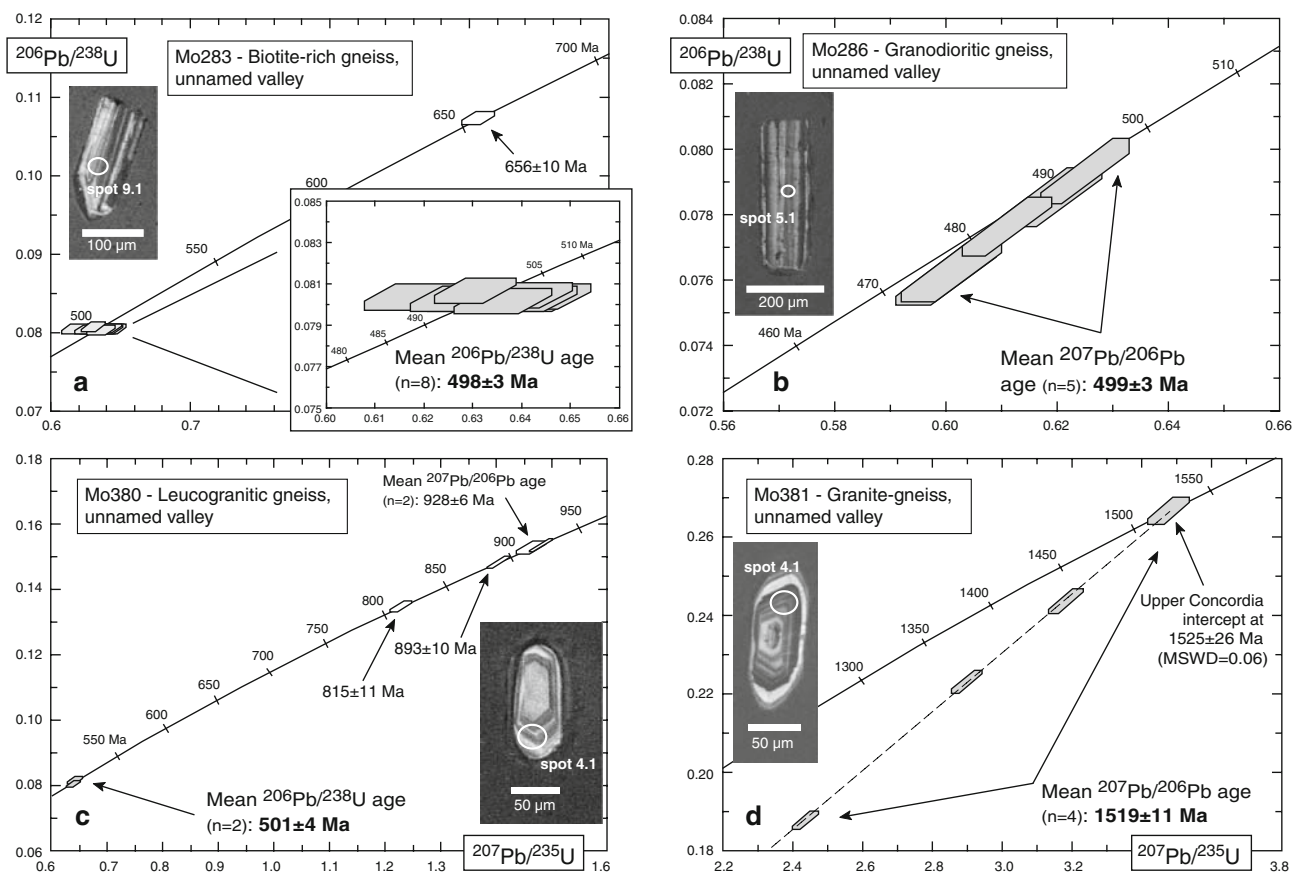 0.12
0.11
0.10
0.09
0.08
0.07
0.6
0.7
²⁰⁶Pb/²³⁸U
Mo283 - Biotite-rich gneiss,
unnamed valley
700 Ma
650
656±10 Ma
600
550
500
spot 9.1
100 µm
a
0.085
0.083
0.081
0.079
0.077
0.075
0.60
0.61
0.62
0.63
0.64
0.65
0.66
510 Ma
505
490
485
480
Mean ²⁰⁶Pb/²³⁸U age
(n=8): 498±3 Ma
0.084
0.082
0.080
0.078
0.076
0.074
0.072
0.56
0.58
0.60
0.62
0.64
0.66
²⁰⁶Pb/²³⁸U
Mo286 - Granodioritic gneiss,
unnamed valley
510
500
490
480
470
460 Ma
spot 5.1
200 µm
b
Mean ²⁰⁷Pb/²⁰⁶Pb
age (n=5): 499±3 Ma
0.18
0.16
0.14
0.12
0.10
0.08
0.06
0.6
0.7
0.8
0.9
1.0
1.1
1.2
1.3
1.6
Mo380 - Leucogranitic gneiss,
unnamed valley
Mean ²⁰⁷Pb/²⁰⁶Pb age
(n=2): 928±6 Ma
950
900
850
800
750
700
650
600
550 Ma
893±10 Ma
815±11 Ma
spot 4.1
50 µm
c
Mean ²⁰⁶Pb/²³⁸U age
(n=2): 501±4 Ma
²⁰⁷Pb/²³⁵U
0.28
0.26
0.24
0.22
0.20
0.18
2.2
2.4
2.6
2.8
3.0
3.2
3.8
Mo381 - Granite-gneiss,
unnamed valley
1550
1500
1450
1400
1350
1300
spot 4.1
50 µm
Upper Concordia
intercept at
1525±26 Ma
(MSWD=0.06)
d
Mean ²⁰⁷Pb/²⁰⁶Pb age
(n=4): 1519±11 Ma
²⁰⁷Pb/²³⁵U